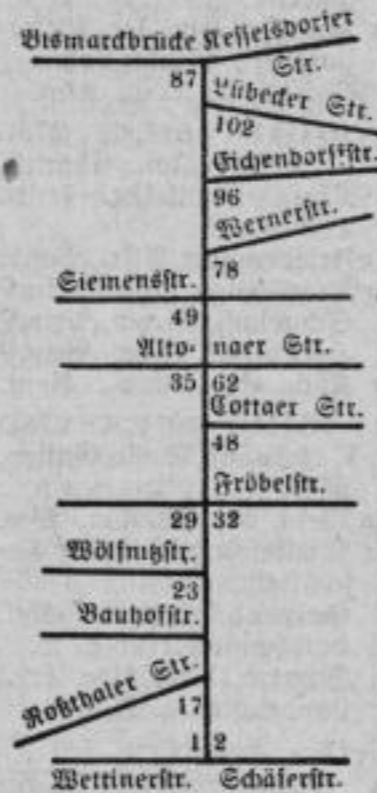 Bismarckbrücke Kesselsdorfer
Str.
87
Lübecker Str.
102
Eichendorffstr.
96
Wernerstr.
78
Siemensstr.
49
Alto- naer Str.
35 62
Cottaer Str.
48
Fröbelstr.
29 32
Wölfnitzstr.
23
Bauhofstr.
Roßthaler Str.
17
1 2
Wettinerstr. Schäferstr.